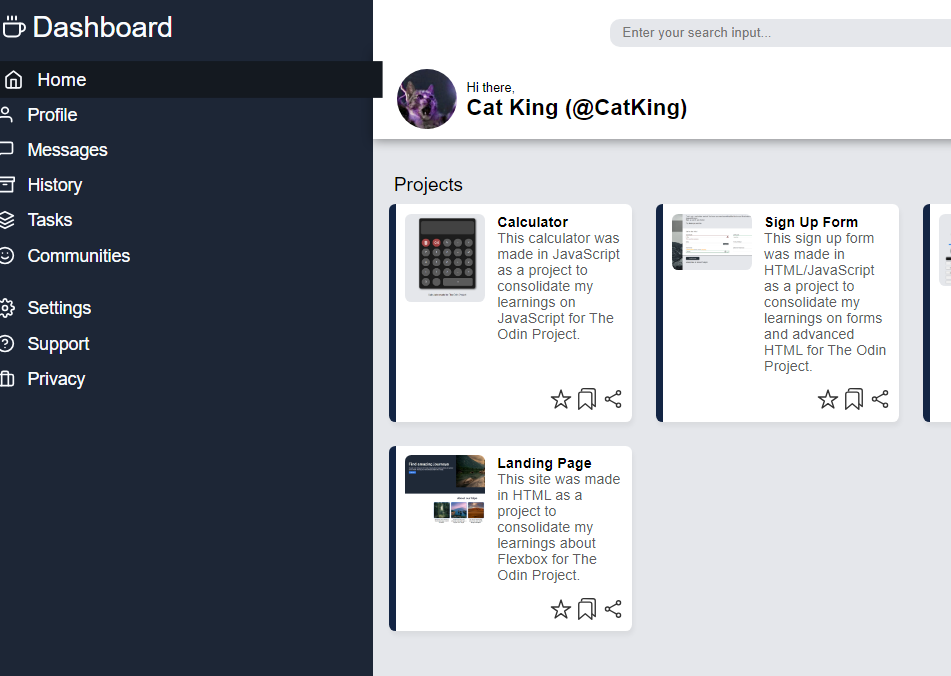 Dashboard
Home
Profile
Messages
History
Tasks
Communities
Settings
Support
Privacy
Enter your search input...
Hi there,
Cat King (@CatKing)
Projects
Calculator
This calculator was
made in JavaScript
as a project to
consolidate my
learnings on
JavaScript for The
Odin Project.
Sign Up Form
This sign up form
was made in
HTML/JavaScript
as a project to
consolidate my
learnings on forms
and advanced
HTML for The Odin
Project.
Landing Page
This site was made
in HTML as a
project to
consolidate my
learnings about
Flexbox for The
Odin Project.
Find amazing journeys